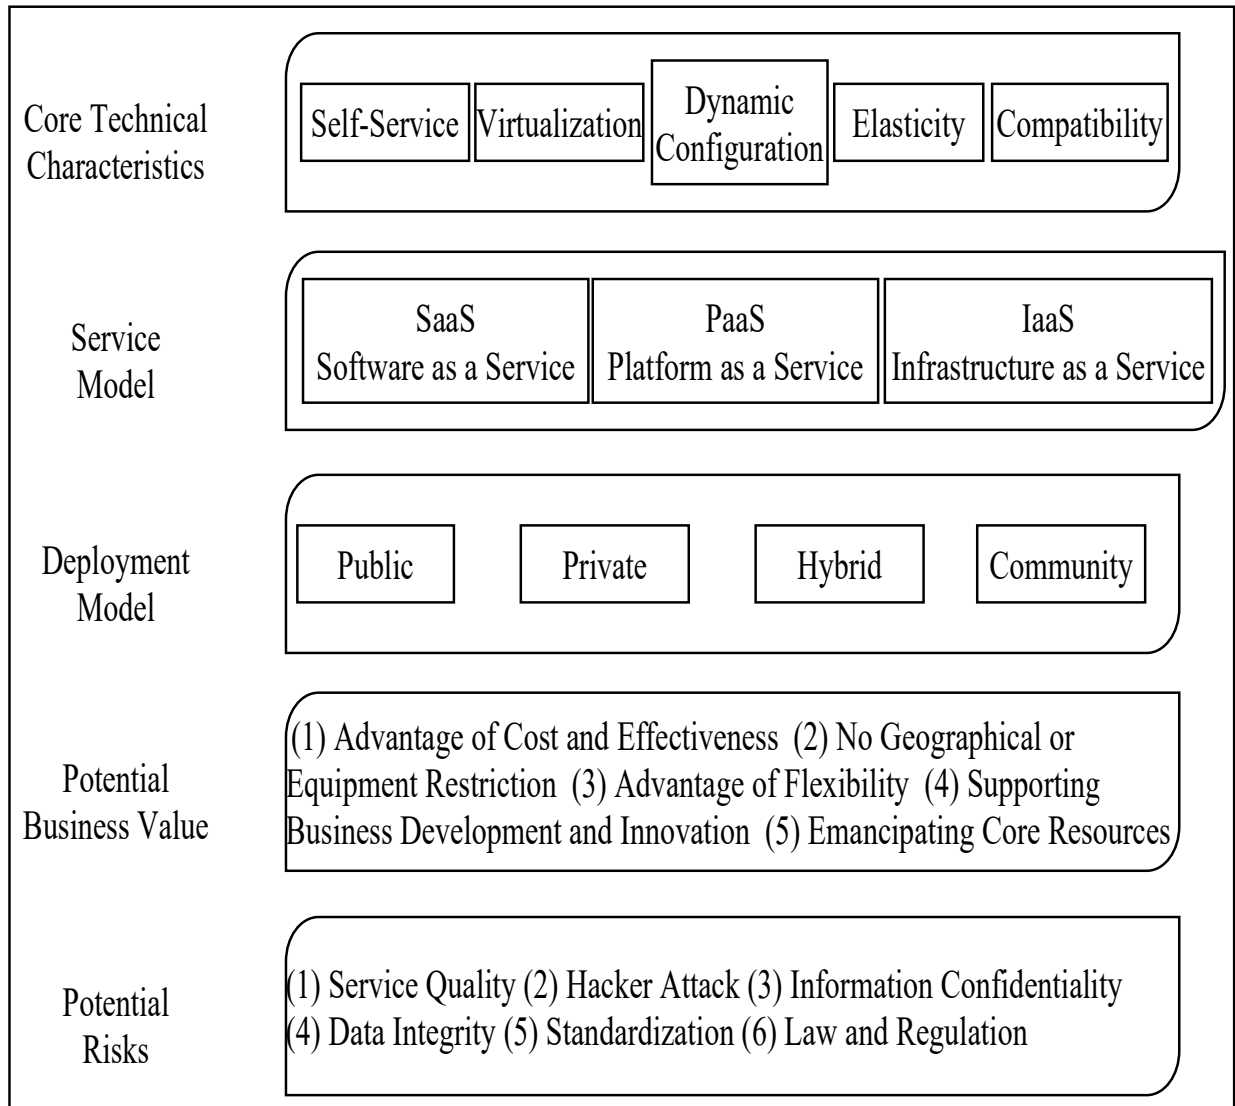 Core Technical
Characteristics
Self-Service
Virtualization
Dynamic
Configuration
Elasticity
Compatibility
Service
Model
SaaS
Software as a Service
PaaS
Platform as a Service
IaaS
Infrastructure as a Service
Deployment
Model
Public
Private
Hybrid
Community
Potential
Business Value
(1) Advantage of Cost and Effectiveness (2) No Geographical or
Equipment Restriction (3) Advantage of Flexibility (4) Supporting
Business Development and Innovation (5) Emancipating Core Resources
Potential
Risks
(1) Service Quality (2) Hacker Attack (3) Information Confidentiality
(4) Data Integrity (5) Standardization (6) Law and Regulation